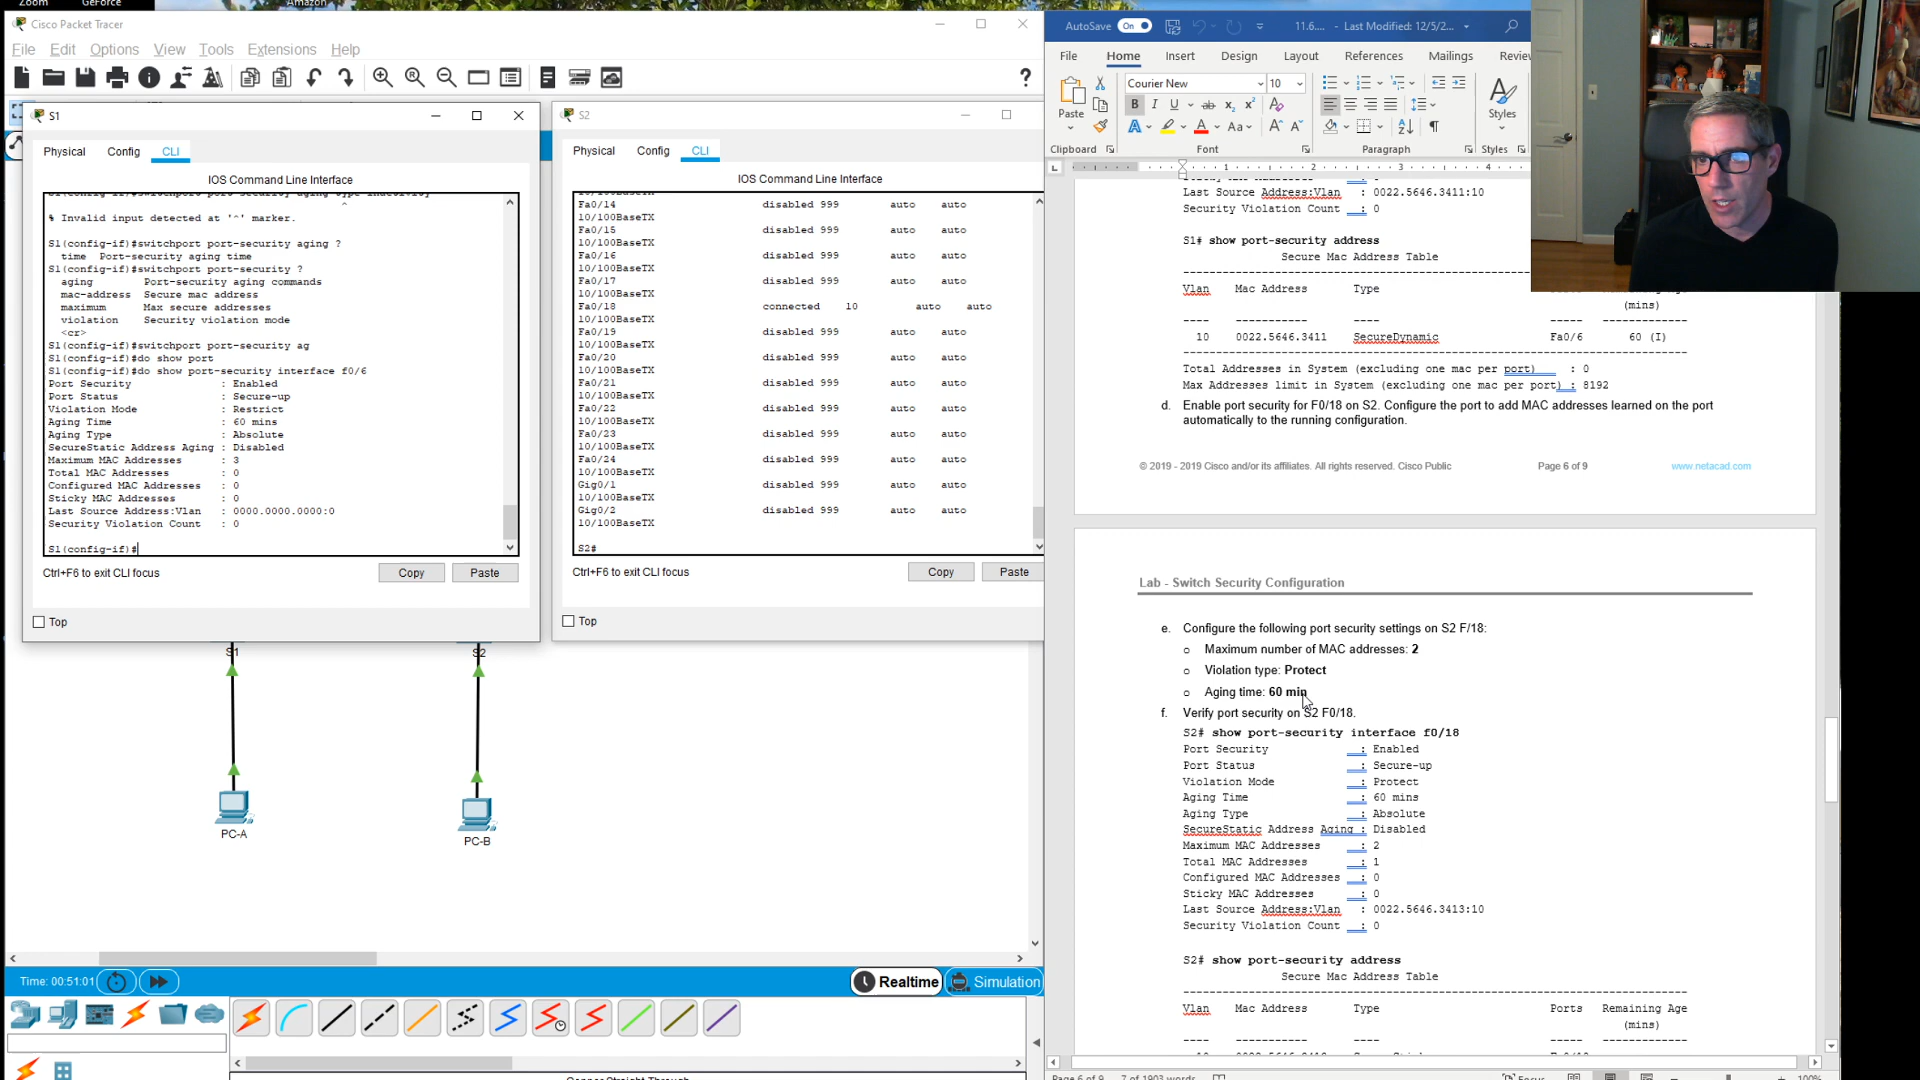 Zoom
GeForce
Amazon
Cisco Packet Tracer
File Edit Options View Tools Extensions Help
S1
Physical Config CLI
IOS Command Line Interface
% Invalid input detected at '^' marker.
S1(config-if)#switchport port-security aging ?
time Port-security aging time
S1(config-if)#switchport port-security ?
aging Port-security aging commands
mac-address Secure mac address
maximum Max secure addresses
violation Security violation mode
<cr>
S1(config-if)#switchport port-security ag
S1(config-if)#do show port
S1(config-if)#do show port-security interface f0/6
Port Security : Enabled
Port Status : Secure-up
Violation Mode : Restrict
Aging Time : 60 mins
Aging Type : Absolute
SecureStatic Address Aging : Disabled
Maximum MAC Addresses : 3
Total MAC Addresses : 0
Configured MAC Addresses : 0
Sticky MAC Addresses : 0
Last Source Address:Vlan : 0000.0000.0000:0
Security Violation Count : 0
S1(config-if)#
Ctrl+F6 to exit CLI focus
Copy Paste
Top
S2
Physical Config CLI
IOS Command Line Interface
10/100BaseTX
Fa0/14 disabled 999 auto auto
10/100BaseTX
Fa0/15 disabled 999 auto auto
10/100BaseTX
Fa0/16 disabled 999 auto auto
10/100BaseTX
Fa0/17 disabled 999 auto auto
10/100BaseTX
Fa0/18 connected 10 auto auto
10/100BaseTX
Fa0/19 disabled 999 auto auto
10/100BaseTX
Fa0/20 disabled 999 auto auto
10/100BaseTX
Fa0/21 disabled 999 auto auto
10/100BaseTX
Fa0/22 disabled 999 auto auto
10/100BaseTX
Fa0/23 disabled 999 auto auto
10/100BaseTX
Fa0/24 disabled 999 auto auto
10/100BaseTX
Gig0/1 disabled 999 auto auto
10/100BaseTX
Gig0/2 disabled 999 auto auto
10/100BaseTX
S2#
Ctrl+F6 to exit CLI focus
Copy Paste
Top
S1
S2
PC-A
PC-B
Time: 00:51:01
Realtime
Simulation
AutoSave On
11.6.... - Last Modified: 12/5/2...
File Home Insert Design Layout References Mailings
Courier New 10
Paste
Styles
Clipboard Font Paragraph Styles
2 3 4
Last Source Address:Vlan : 0022.5646.3411:10
Security Violation Count : 0
S1# show port-security address
Secure Mac Address Table
Vlan Mac Address Type
(mins)
---- ----------- ---- ----- -------------
10 0022.5646.3411 SecureDynamic Fa0/6 60 (I)
Total Addresses in System (excluding one mac per port) : 0
Max Addresses limit in System (excluding one mac per port) : 8192
d. Enable port security for F0/18 on S2. Configure the port to add MAC addresses learned on the port
automatically to the running configuration.
© 2019 - 2019 Cisco and/or its affiliates. All rights reserved. Cisco Public Page 6 of 9 www.netacad.com
Lab - Switch Security Configuration
e. Configure the following port security settings on S2 F/18:
o Maximum number of MAC addresses: 2
o Violation type: Protect
o Aging time: 60 min
f. Verify port security on S2 F0/18.
S2# show port-security interface f0/18
Port Security : Enabled
Port Status : Secure-up
Violation Mode : Protect
Aging Time : 60 mins
Aging Type : Absolute
SecureStatic Address Aging : Disabled
Maximum MAC Addresses : 2
Total MAC Addresses : 1
Configured MAC Addresses : 0
Sticky MAC Addresses : 0
Last Source Address:Vlan : 0022.5646.3413:10
Security Violation Count : 0
S2# show port-security address
Secure Mac Address Table
Vlan Mac Address Type Ports Remaining Age
(mins)